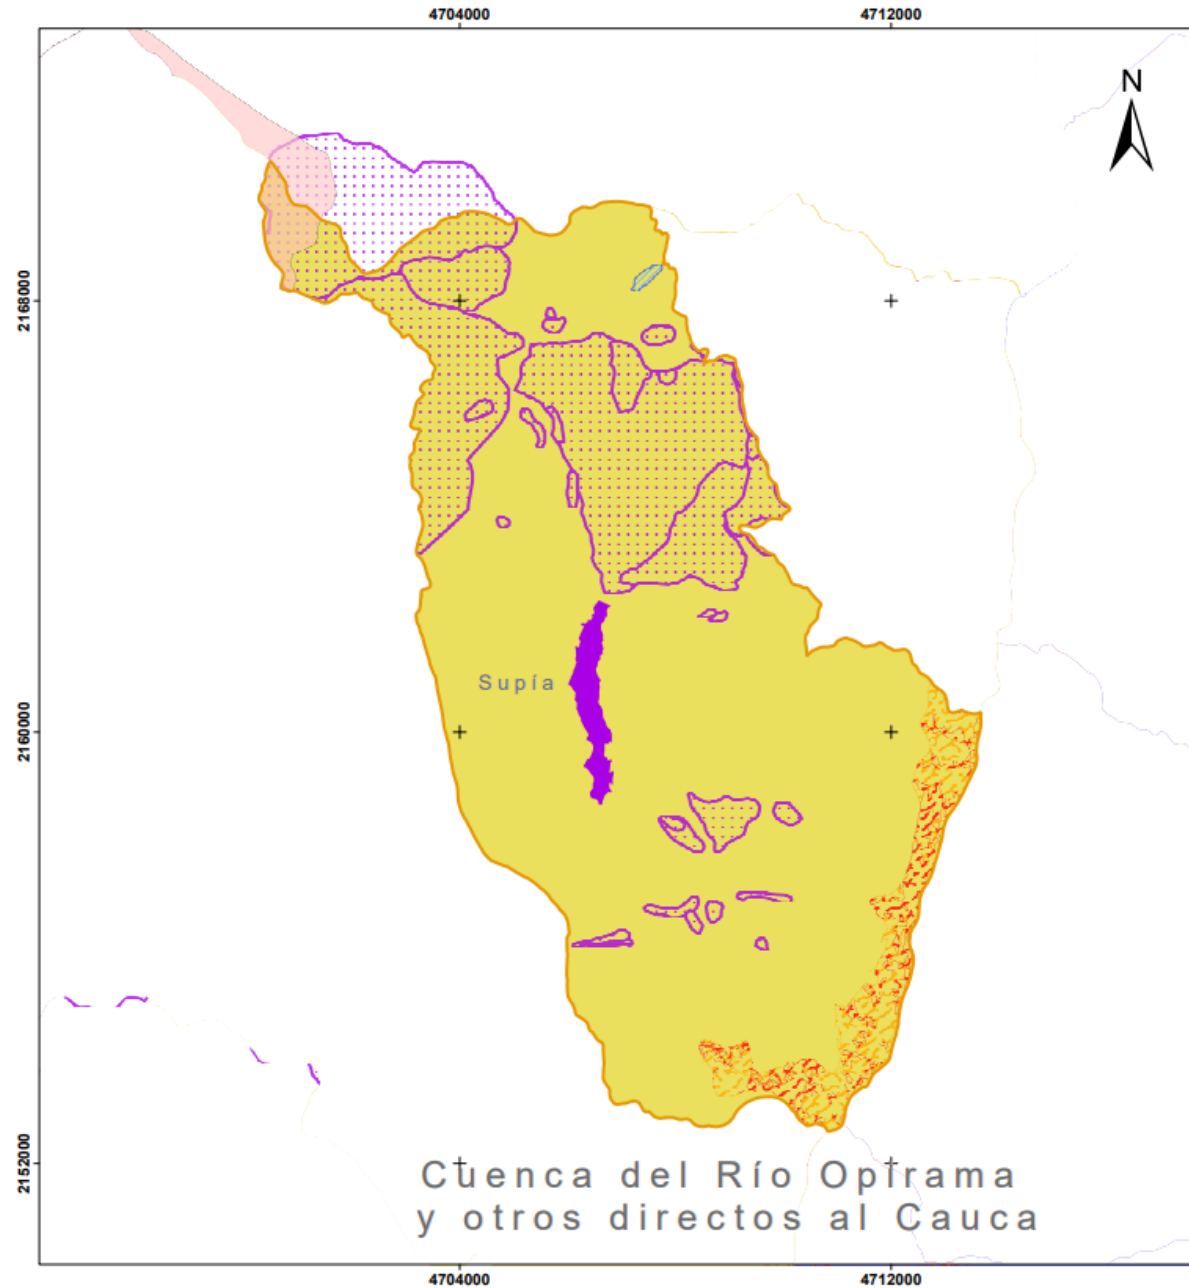 4704000 4712000
N
2168000
Supía
2160000
2152000
Cuenca del Río Opirama
y otros directos al Cauca
4704000 4712000